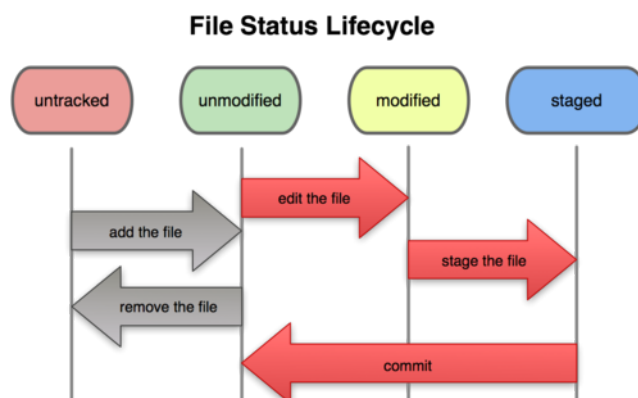 File Status Lifecycle
untracked
unmodified
modified
staged
edit the file
add the file
stage the file
remove the file
commit